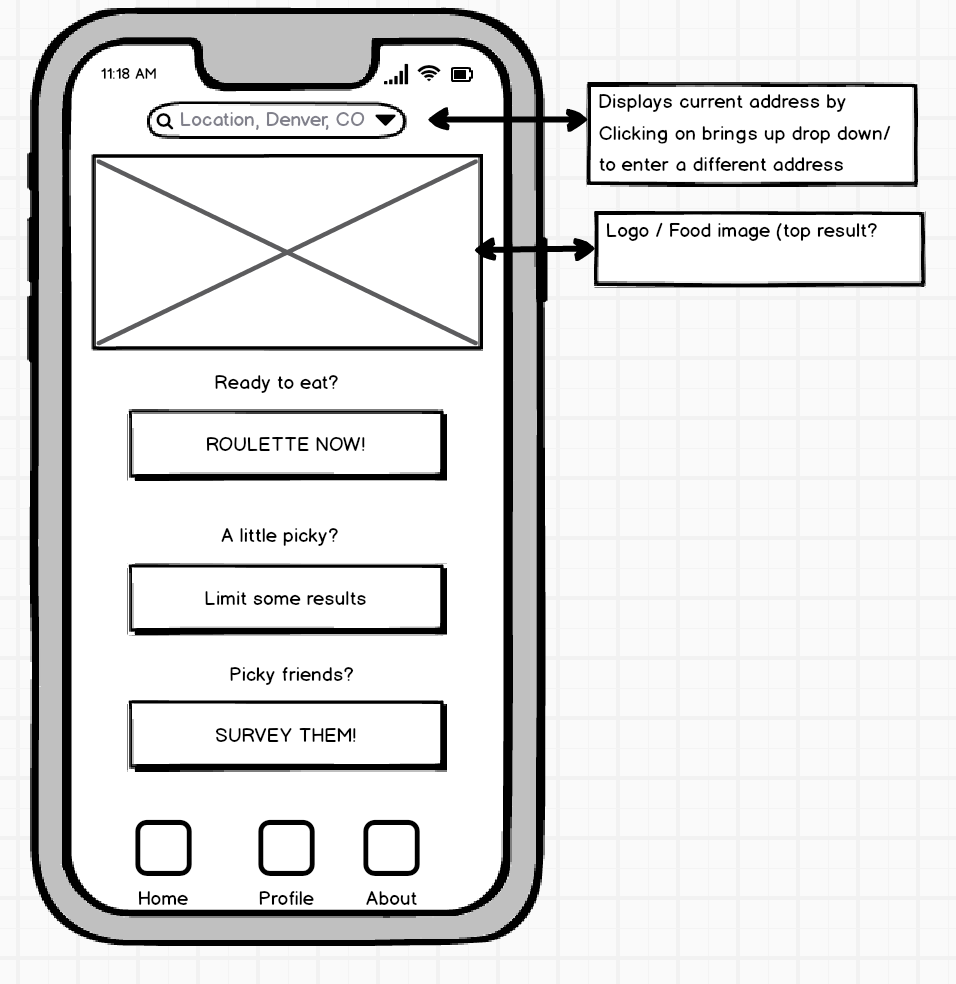 11:18 AM
Location, Denver, CO
Displays current address by
Clicking on brings up drop down/
to enter a different address
Logo / Food image (top result?
Ready to eat?
ROULETTE NOW!
A little picky?
Limit some results
Picky friends?
SURVEY THEM!
Home
Profile
About